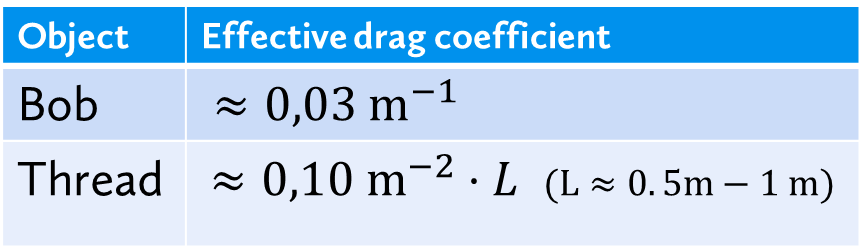 Object Effective drag coefficient
Bob ≈ 0,03 m⁻¹
Thread ≈ 0,10 m⁻² · L (L ≈ 0.5m − 1 m)